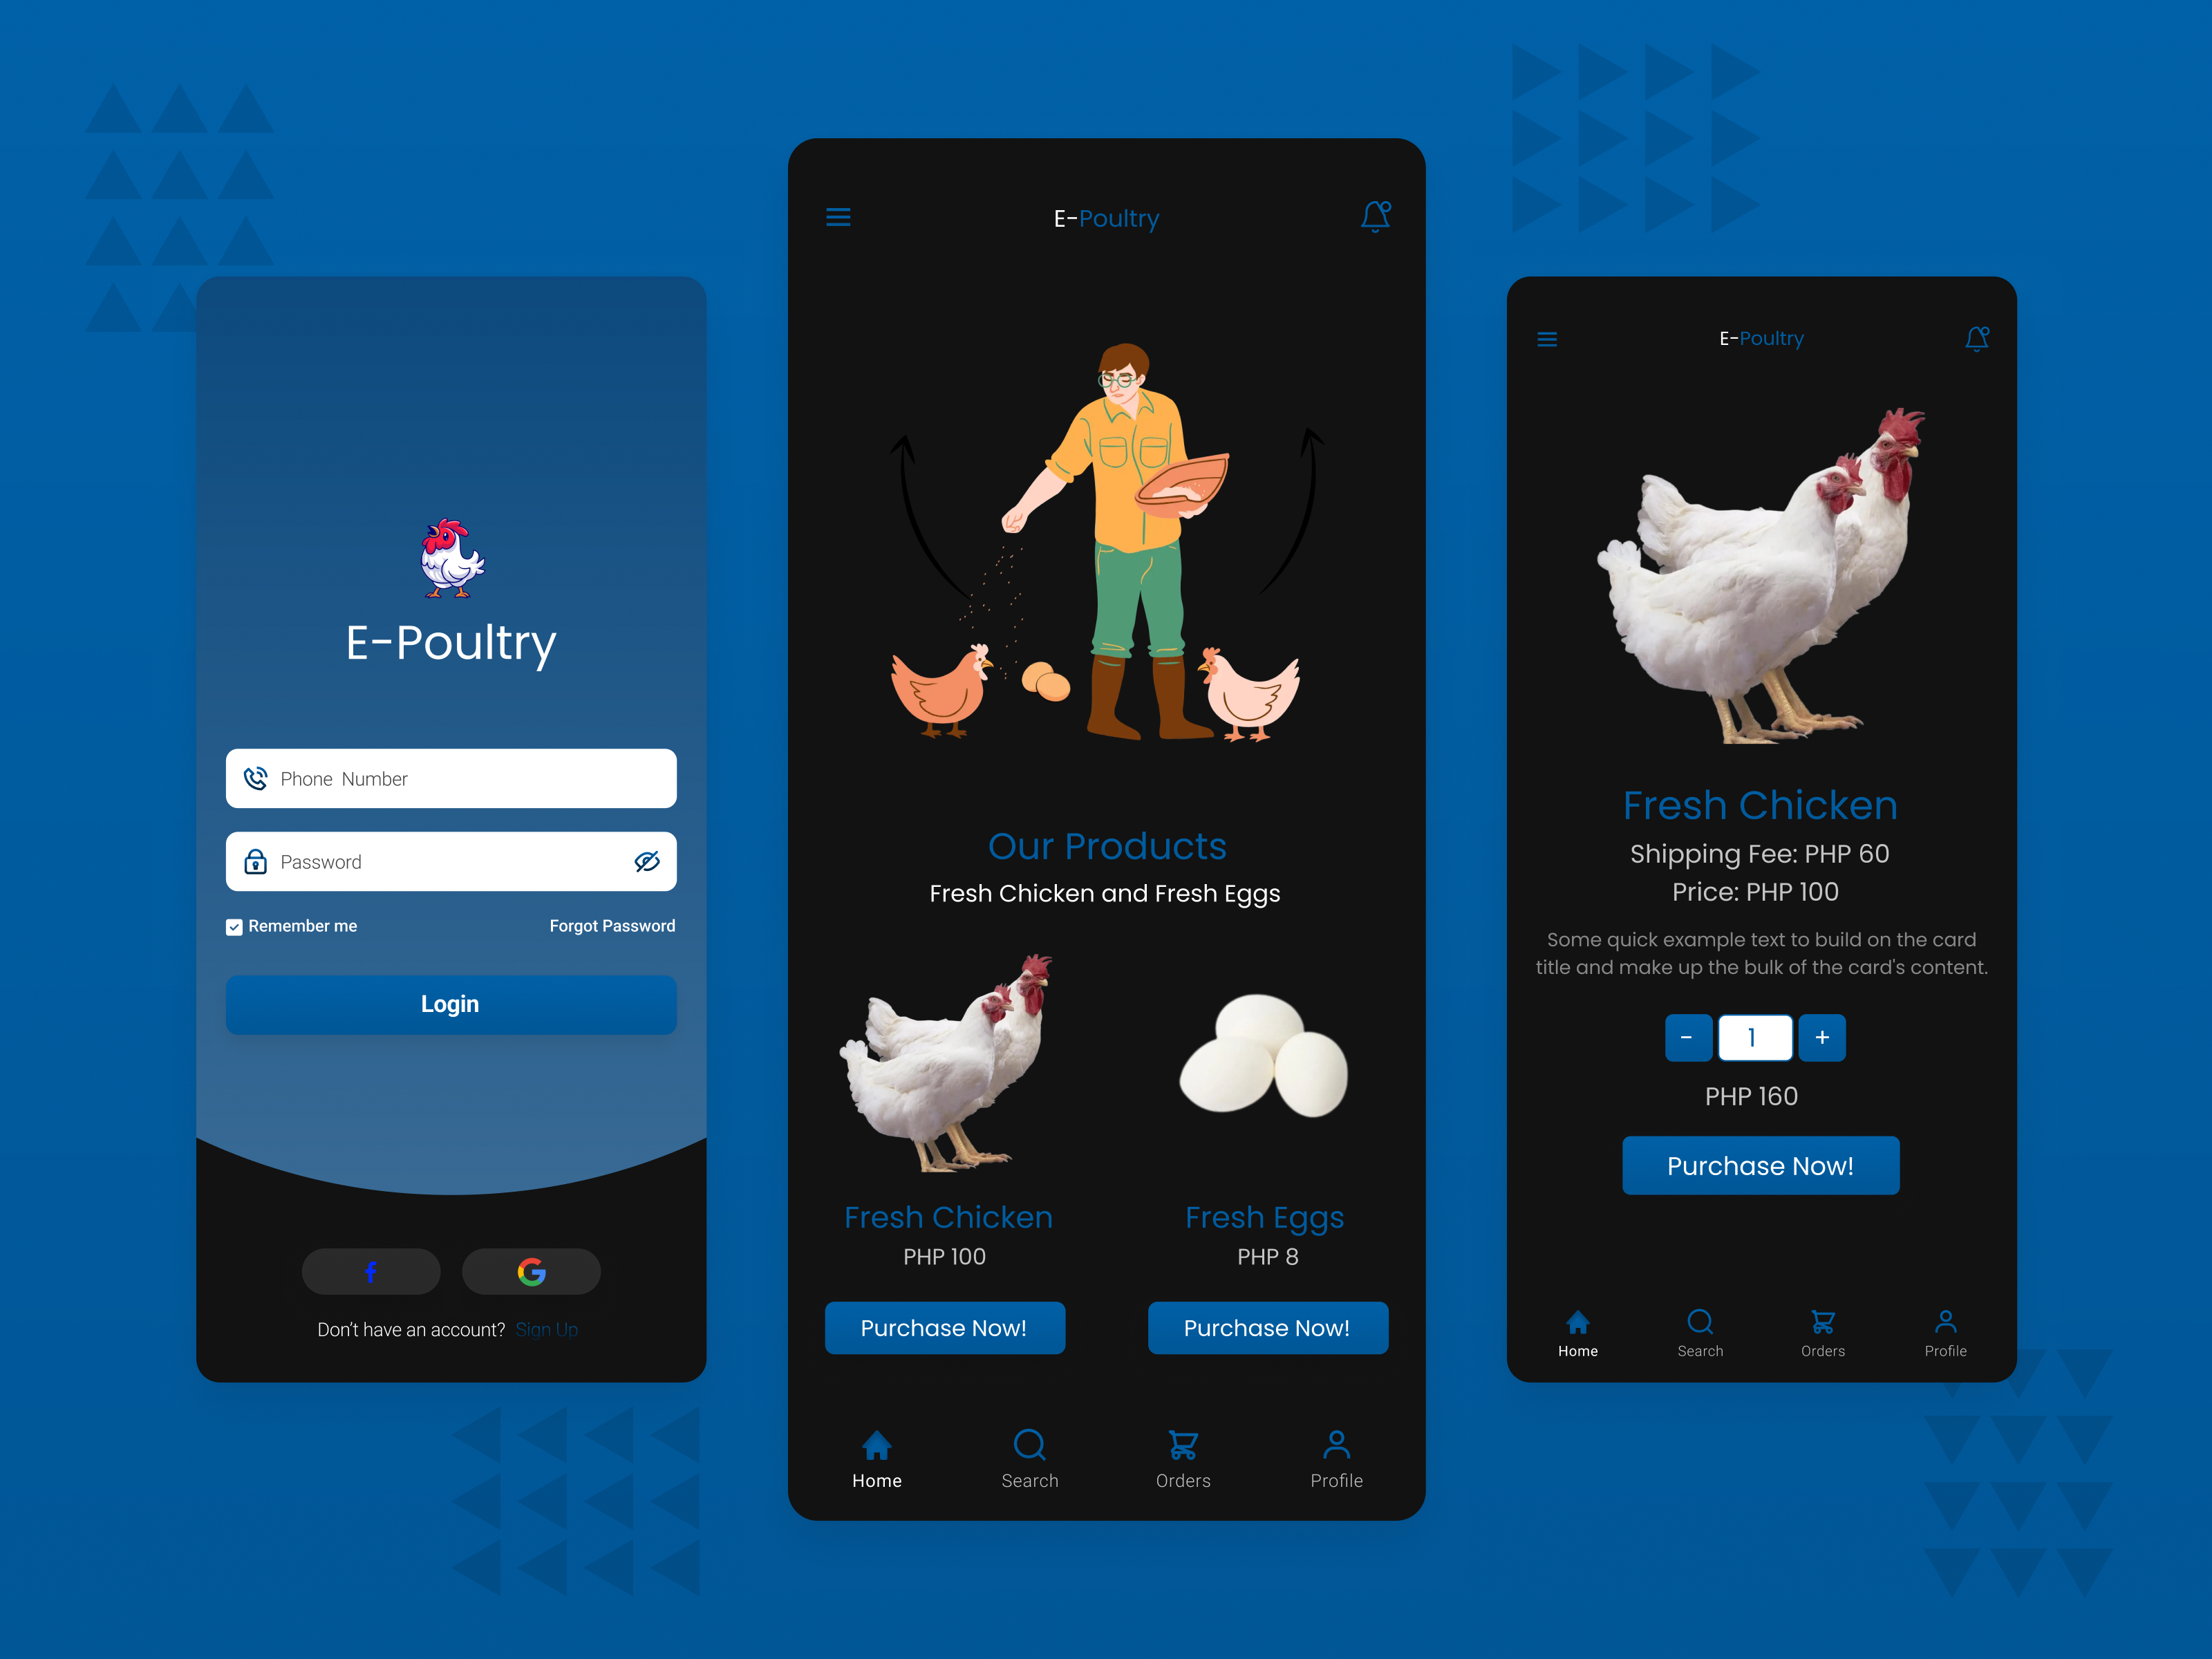 E-Poultry
Phone  Number
Password
Remember me
Forgot Password
Login
Don't have an account? Sign Up
E-Poultry
Our Products
Fresh Chicken and Fresh Eggs
Fresh Chicken
PHP 100
Purchase Now!
Fresh Eggs
PHP 8
Purchase Now!
Home
Search
Orders
Profile
E-Poultry
Fresh Chicken
Shipping Fee: PHP 60
Price: PHP 100
Some quick example text to build on the card
title and make up the bulk of the card's content.
- 1 +
PHP 160
Purchase Now!
Home
Search
Orders
Profile